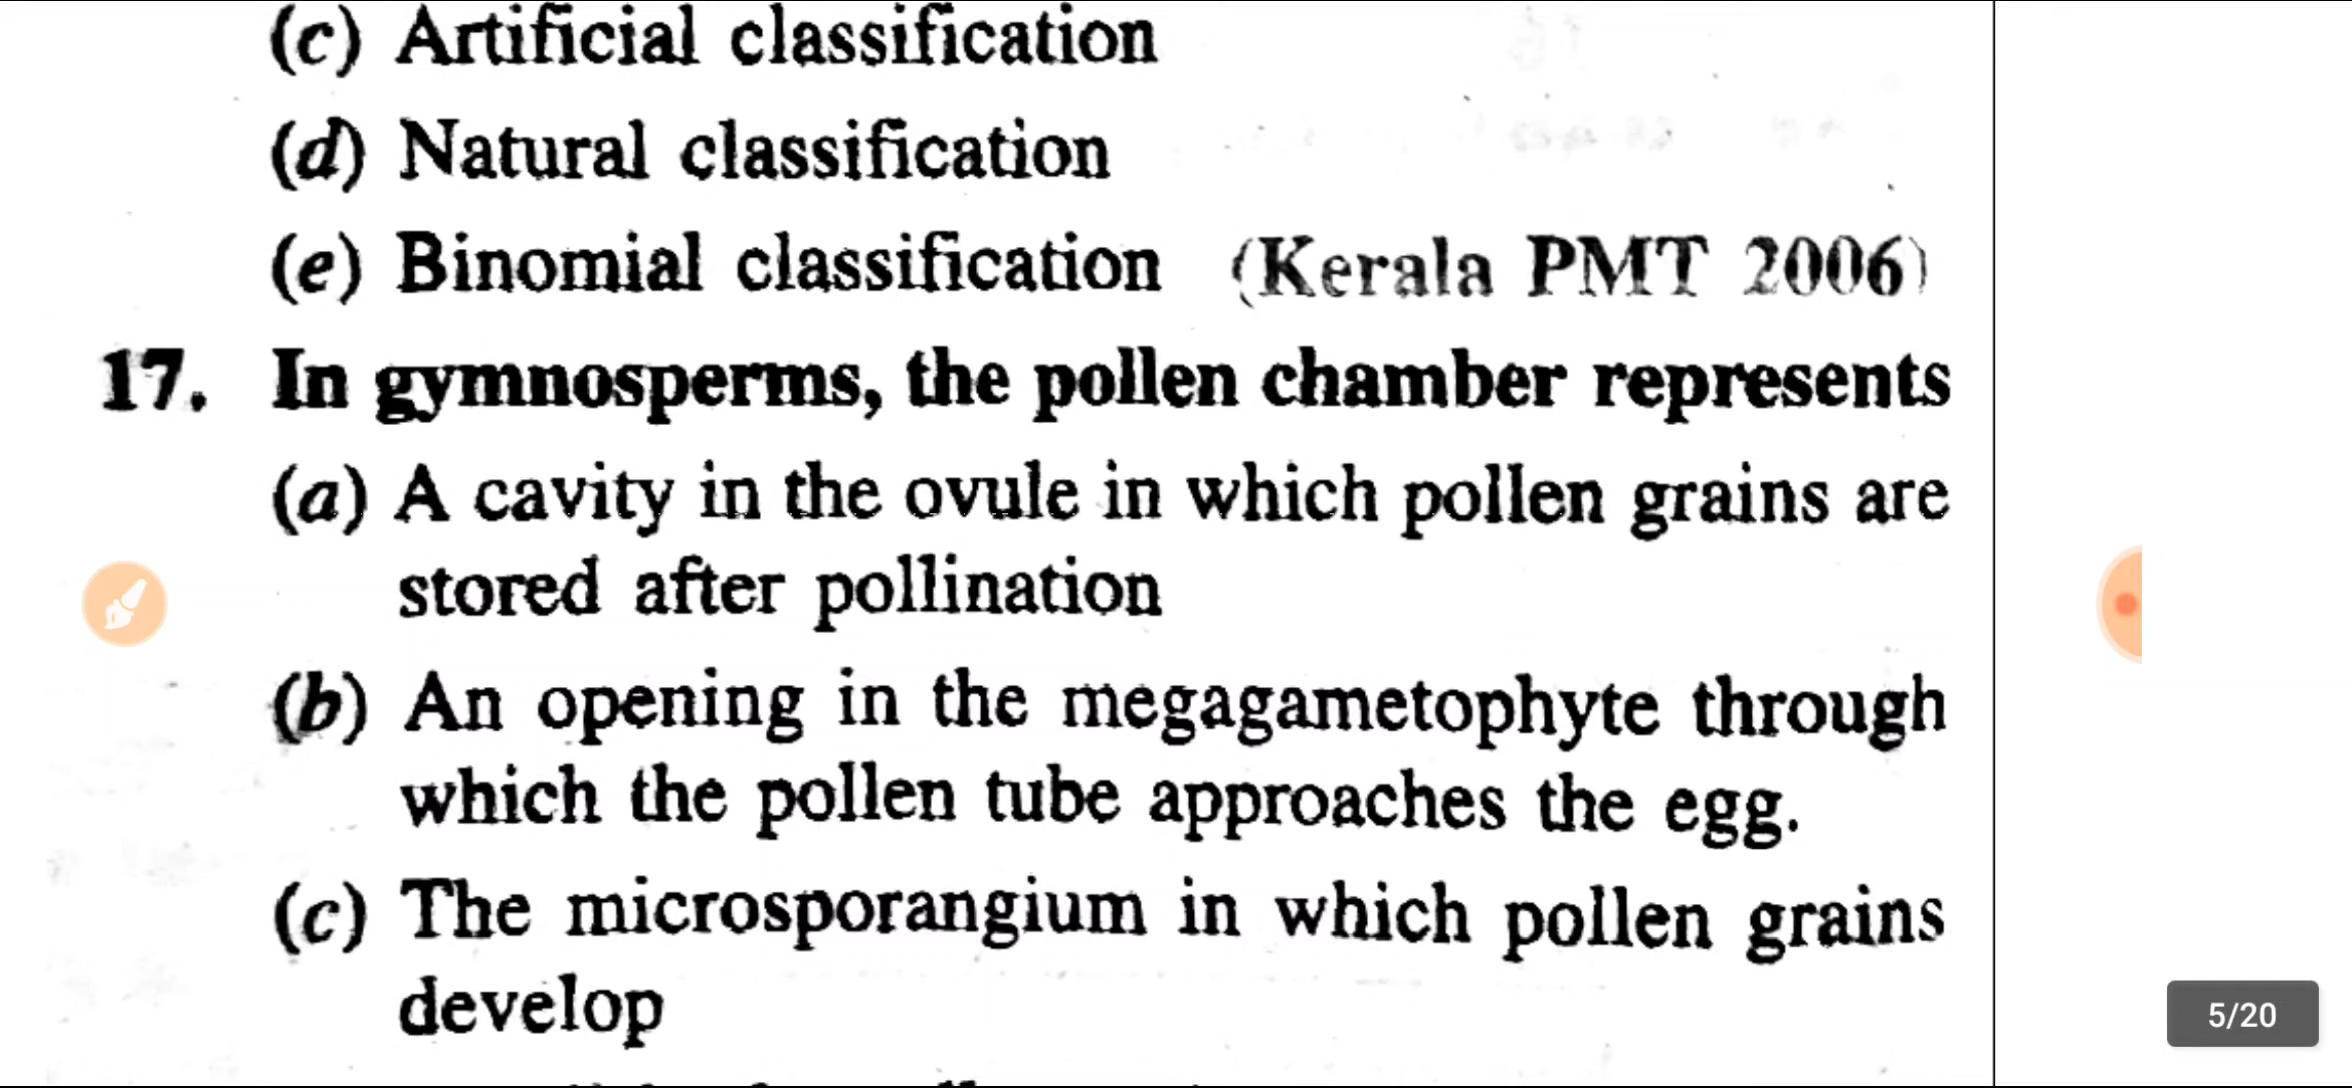 (c) Artificial classification
(d) Natural classification
(e) Binomial classification (Kerala PMT 2006)
17. In gymnosperms, the pollen chamber represents
(a) A cavity in the ovule in which pollen grains are
stored after pollination
(b) An opening in the megagametophyte through
which the pollen tube approaches the egg.
(c) The microsporangium in which pollen grains
develop
5/20